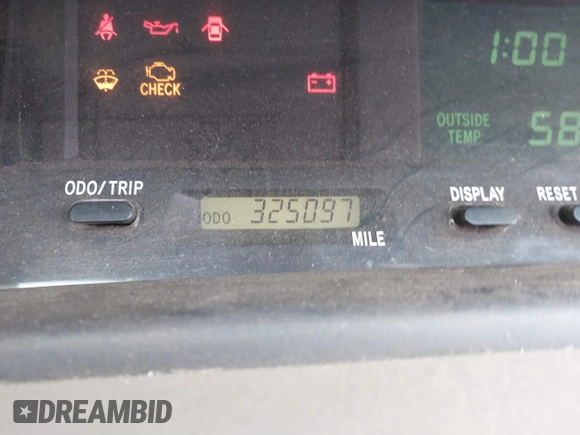 1:00
CHECK
OUTSIDE
TEMP
58
ODO/TRIP
ODO 325097
MILE
DISPLAY
RESET
DREAMBID